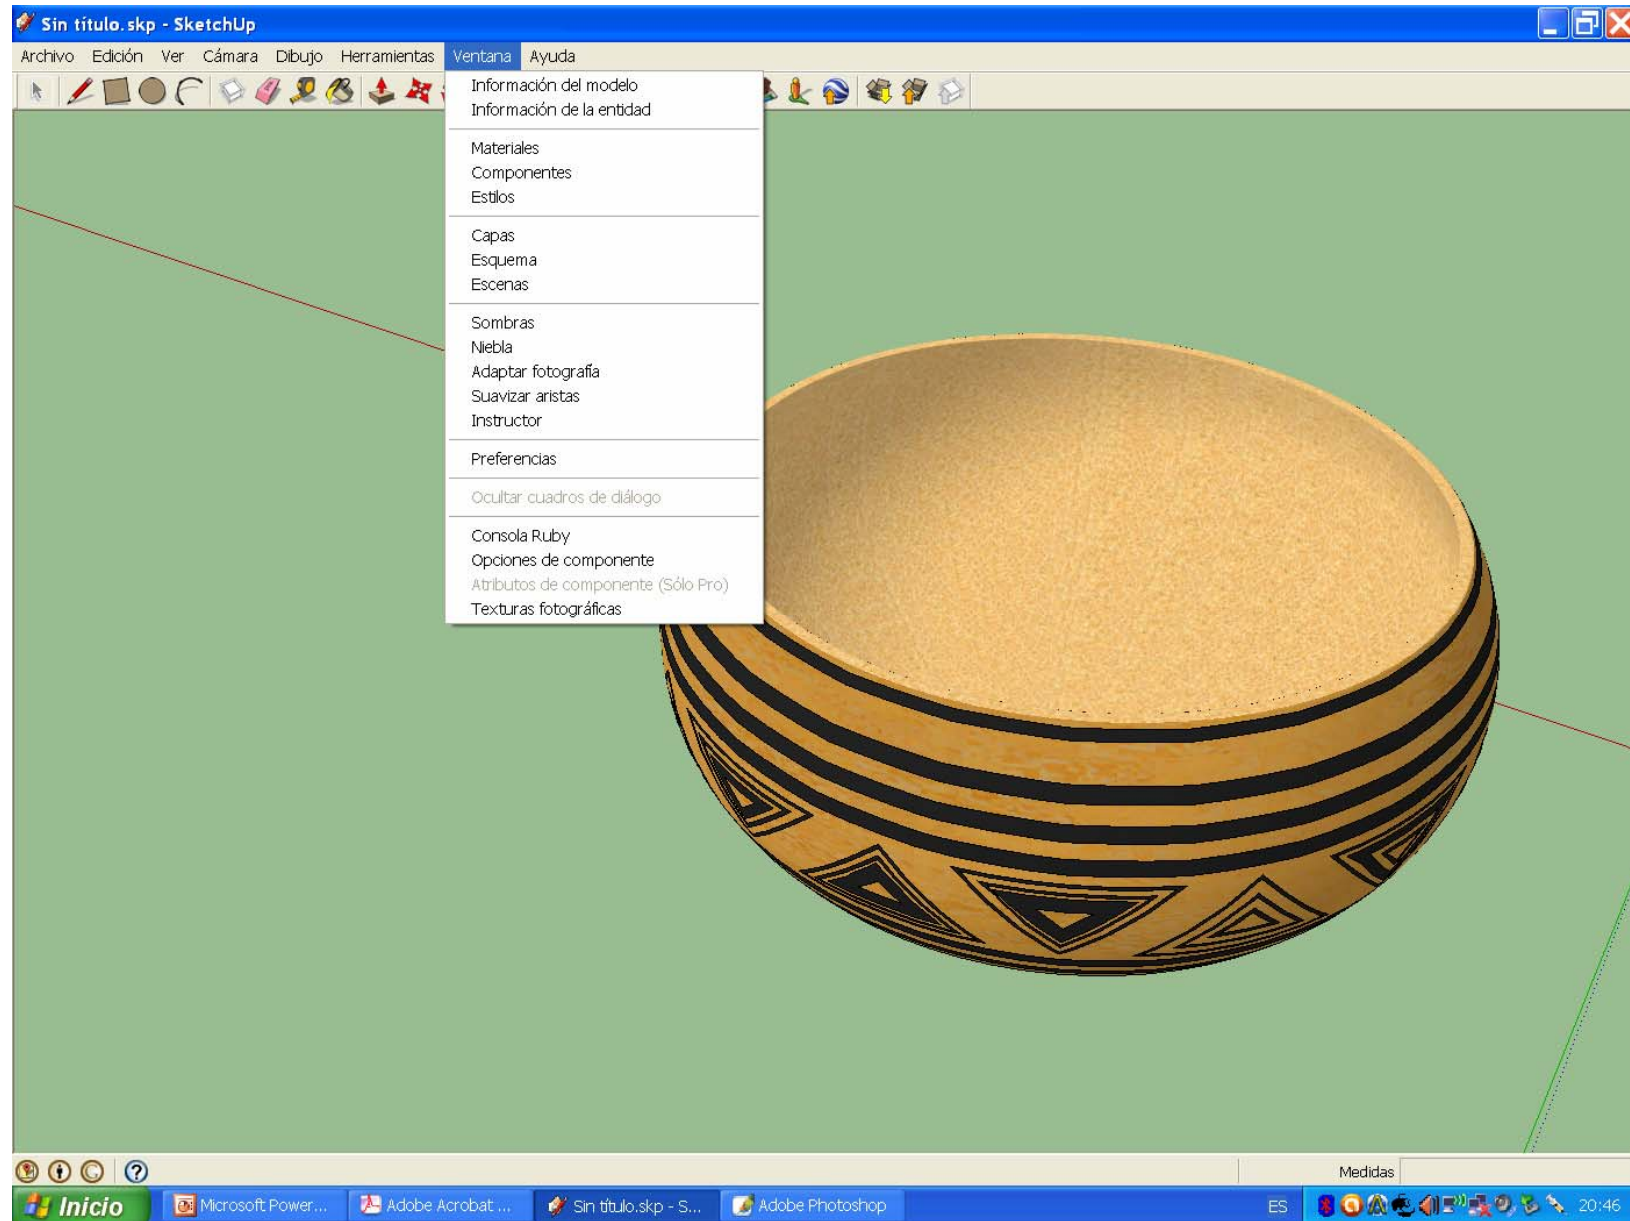 Sin título.skp - SketchUp
Archivo Edición Ver Cámara Dibujo Herramientas Ventana Ayuda
Información del modelo
Información de la entidad
Materiales
Componentes
Estilos
Capas
Esquema
Escenas
Sombras
Niebla
Adaptar fotografía
Suavizar aristas
Instructor
Preferencias
Ocultar cuadros de diálogo
Consola Ruby
Opciones de componente
Atributos de componente (Sólo Pro)
Texturas fotográficas
Medidas
Inicio Microsoft Power... Adobe Acrobat ... Sin título.skp - S... Adobe Photoshop ES 20:46